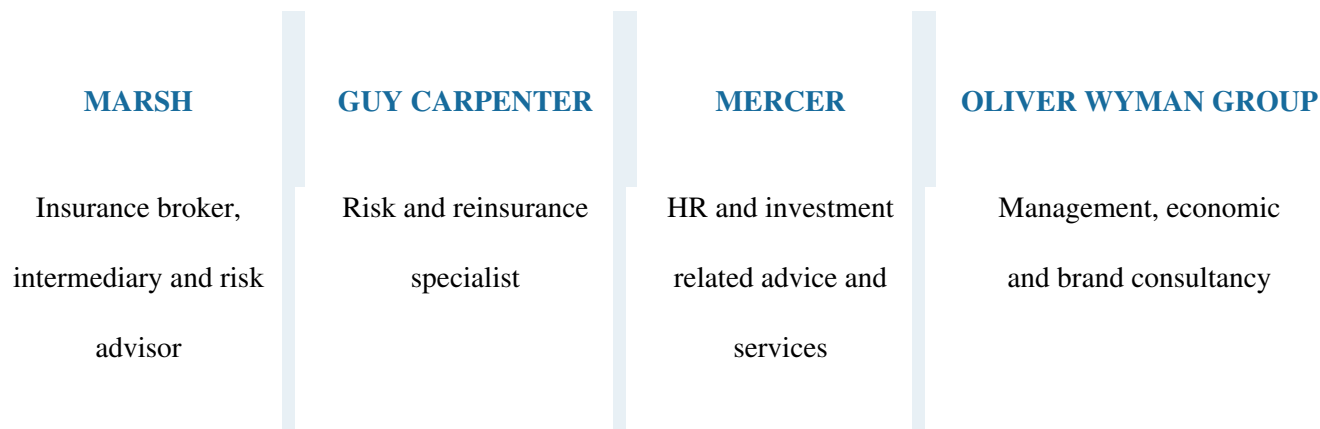 MARSH
Insurance broker,
intermediary and risk
advisor
GUY CARPENTER
Risk and reinsurance
specialist
MERCER
HR and investment
related advice and
services
OLIVER WYMAN GROUP
Management, economic
and brand consultancy